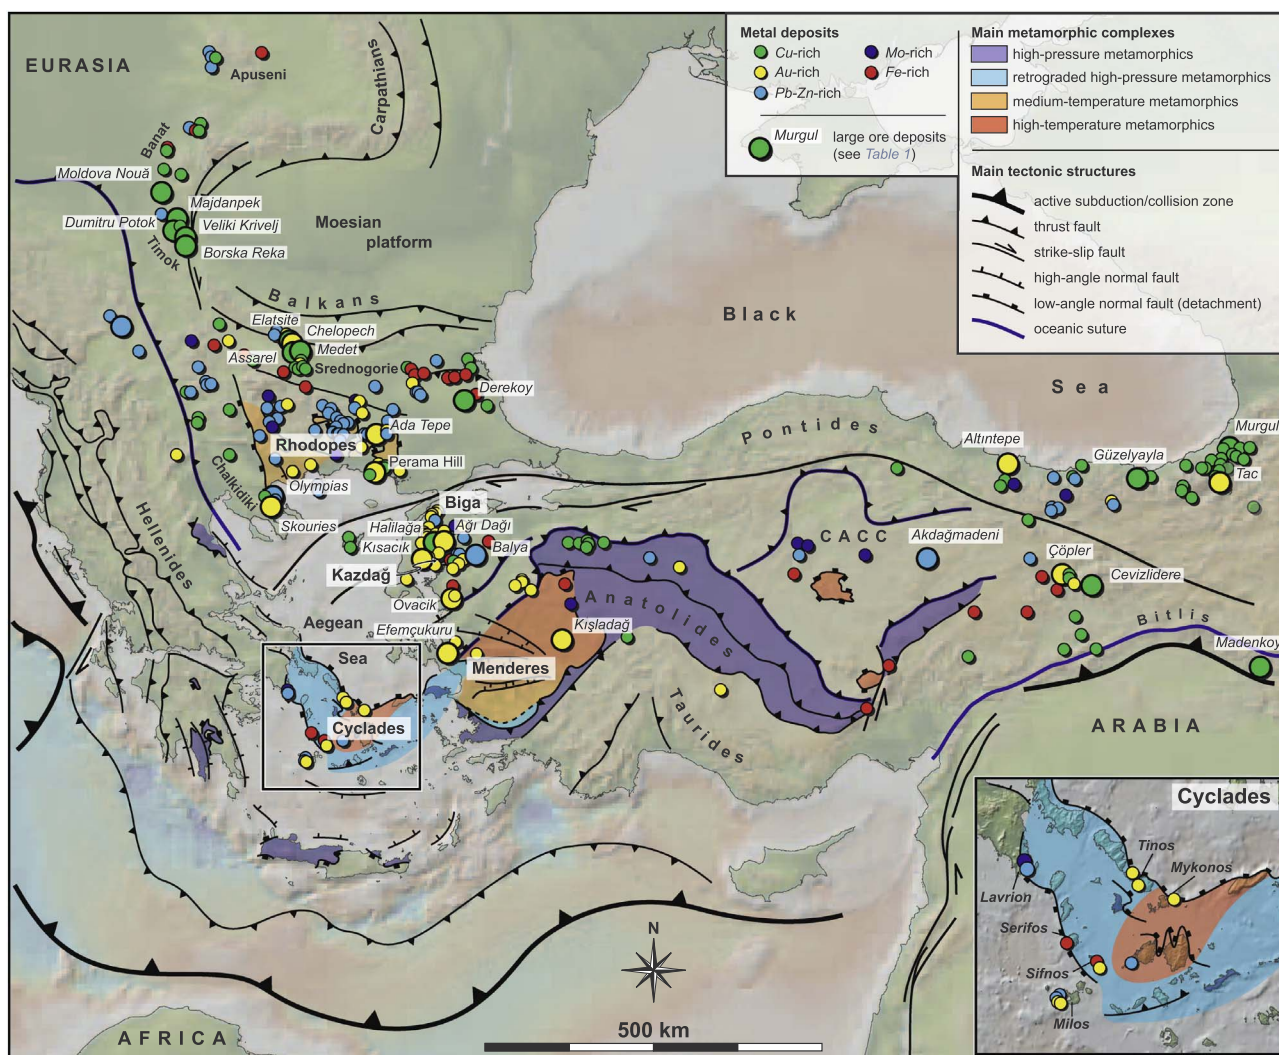 EURASIA
Apuseni
Carpathians
Banat
Moldova Nouă
Majdanpek
Dumitru Potok
Veliki Krivelj
Borska Reka
Timok
Moesian
platform
Balkans
Elatsite
Chelopech
Medet
Assarel
Srednogorie
Derekoy
Rhodopes
Ada Tepe
Perama Hill
Chalkidiki
Olympias
Skouries
Hellenides
Biga
Halilağa
Ağı Dağı
Kısacık
Balya
Kazdağ
Ovacik
Efemçukuru
Aegean
Sea
Menderes
Kışladağ
Cyclades
Anatolides
Taurides
Black
Sea
Pontides
Altıntepe
Güzelyayla
Murgul
Tac
CACC
Akdağmadeni
Çöpler
Cevizlidere
Bitlis
Madenkoy
ARABIA
AFRICA
N
500 km
Metal deposits
Cu-rich
Mo-rich
Au-rich
Fe-rich
Pb-Zn-rich
Murgul
large ore deposits
(see Table 1)
Main metamorphic complexes
high-pressure metamorphics
retrograded high-pressure metamorphics
medium-temperature metamorphics
high-temperature metamorphics
Main tectonic structures
active subduction/collision zone
thrust fault
strike-slip fault
high-angle normal fault
low-angle normal fault (detachment)
oceanic suture
Cyclades
Tinos
Mykonos
Lavrion
Serifos
Sifnos
Milos